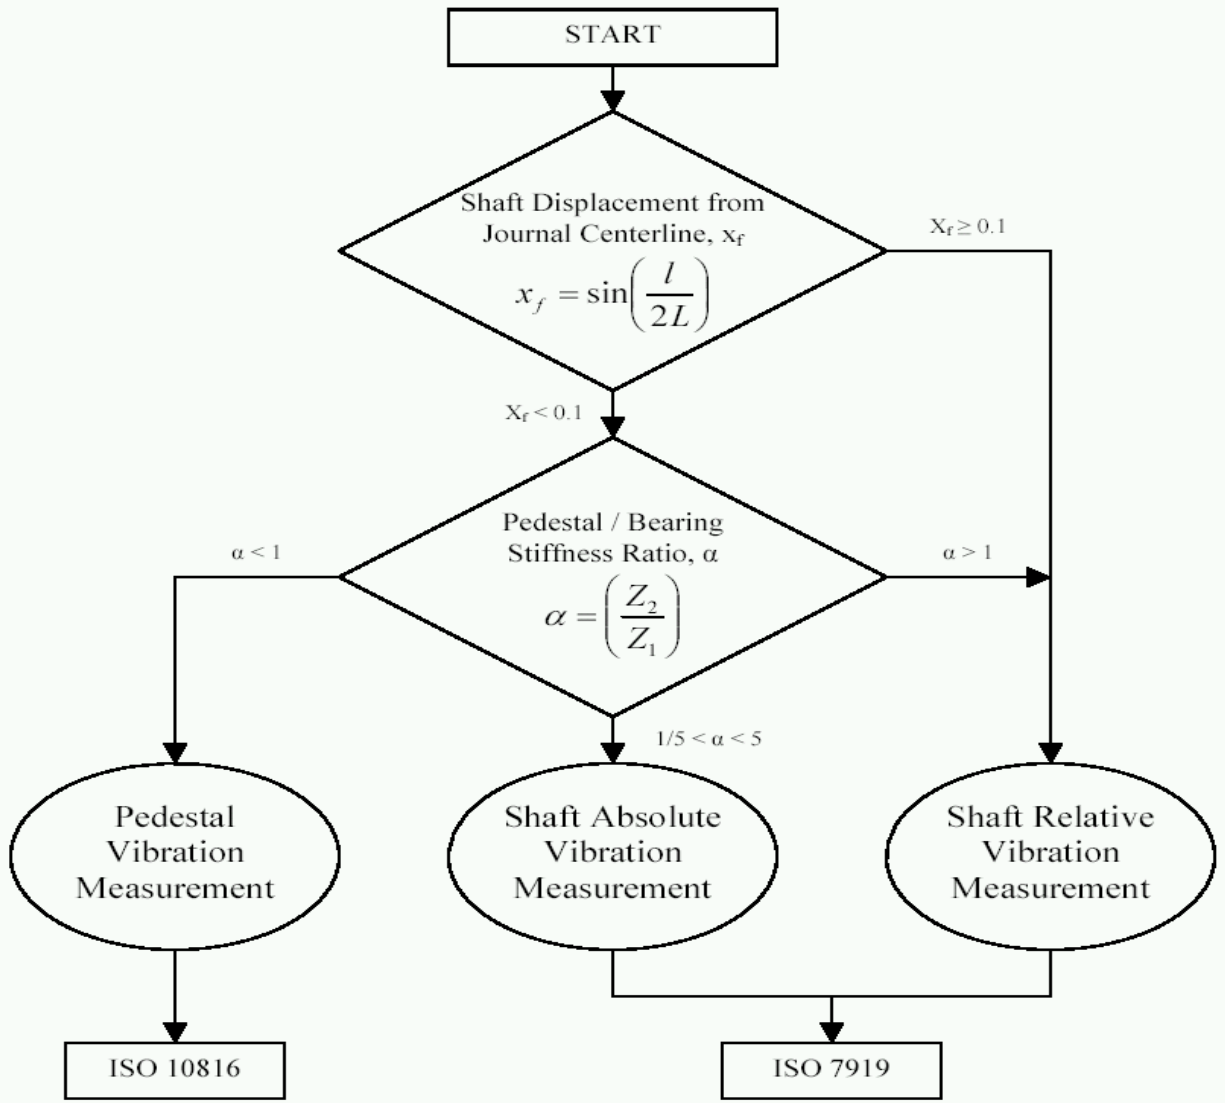 START
Shaft Displacement from
Journal Centerline, xf
x_f = sin(l/2L)
Xf ≥ 0.1
Xf < 0.1
Pedestal / Bearing
Stiffness Ratio, α
α = (Z₂/Z₁)
α < 1
α > 1
1/5 < α < 5
Pedestal
Vibration
Measurement
Shaft Absolute
Vibration
Measurement
Shaft Relative
Vibration
Measurement
ISO 10816
ISO 7919